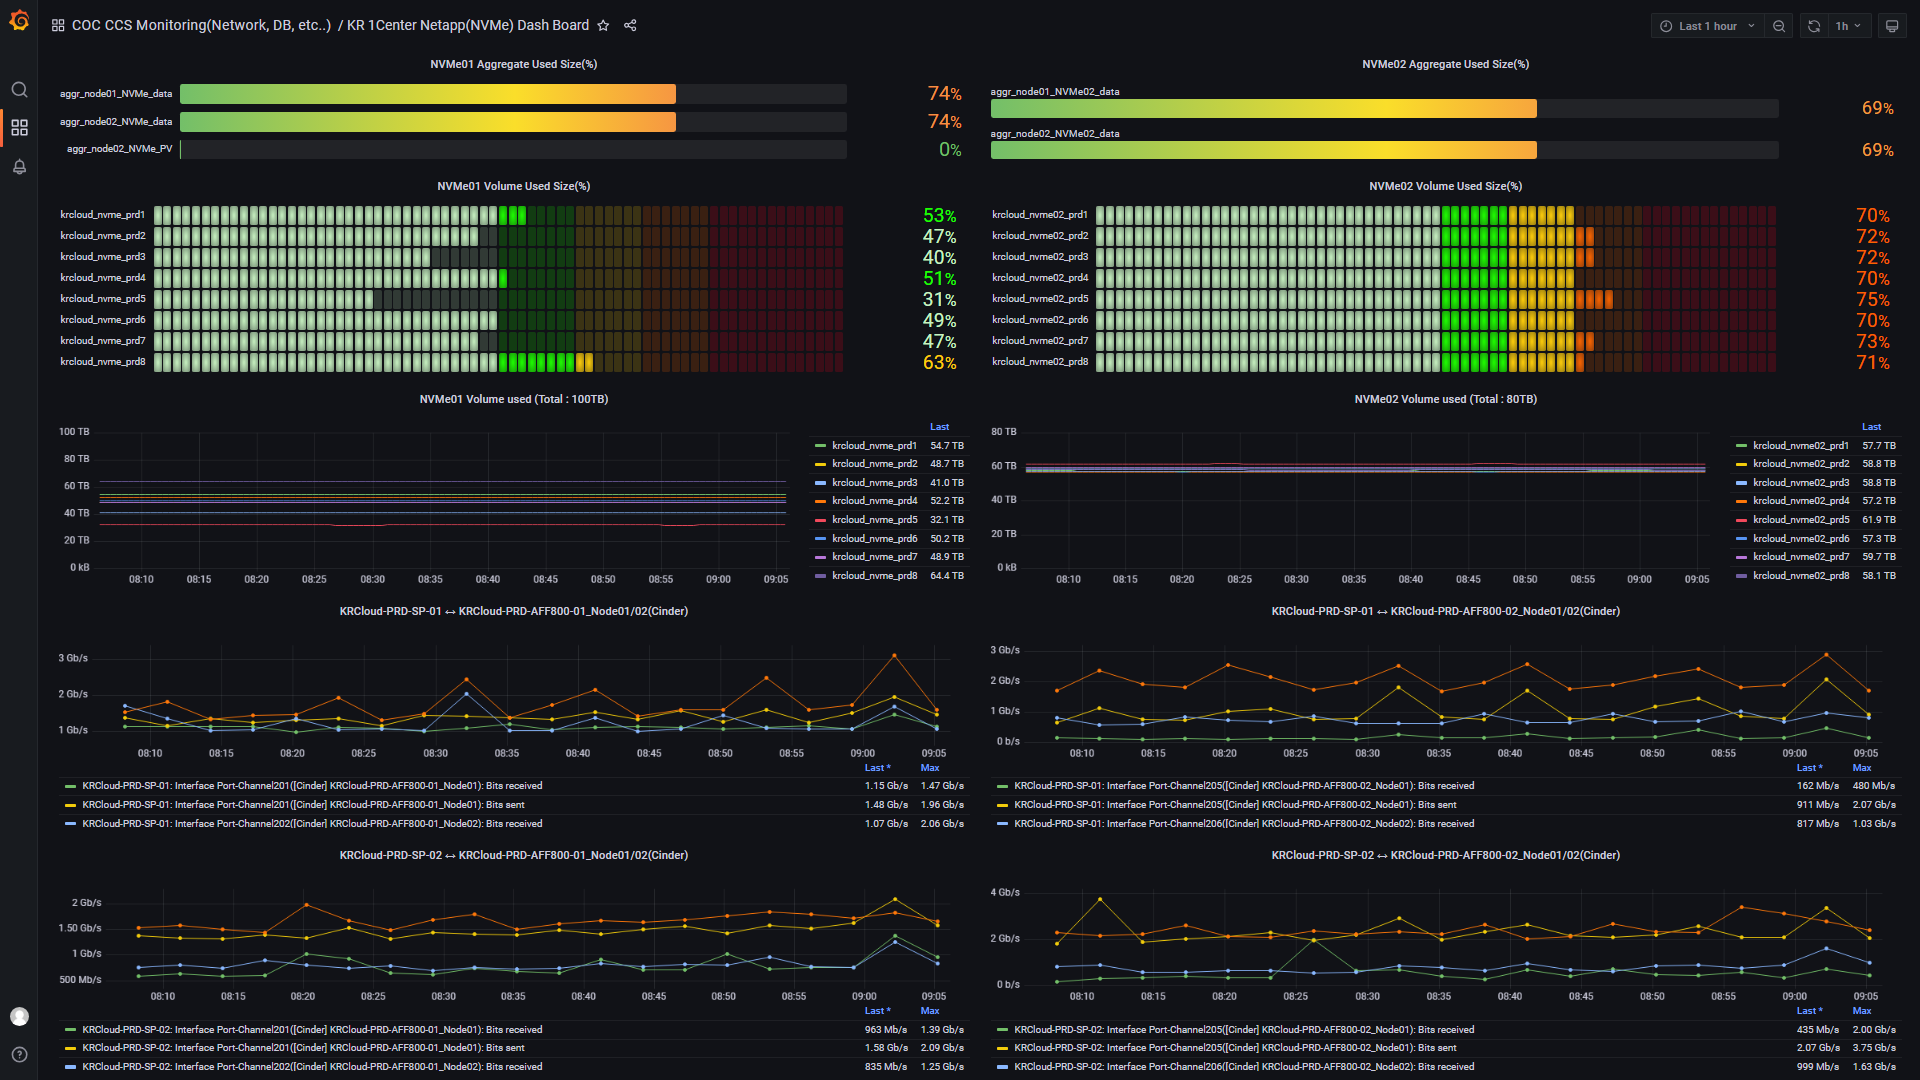 COC CCS Monitoring(Network, DB, etc..) / KR 1Center Netapp(NVMe) Dash Board
Last 1 hour
1h
NVMe01 Aggregate Used Size(%)
aggr_node01_NVMe_data 74%
aggr_node02_NVMe_data 74%
aggr_node02_NVMe_PV 0%
NVMe02 Aggregate Used Size(%)
aggr_node01_NVMe02_data
69%
aggr_node02_NVMe02_data
69%
NVMe01 Volume Used Size(%)
krcloud_nvme_prd1 53%
krcloud_nvme_prd2 47%
krcloud_nvme_prd3 40%
krcloud_nvme_prd4 51%
krcloud_nvme_prd5 31%
krcloud_nvme_prd6 49%
krcloud_nvme_prd7 47%
krcloud_nvme_prd8 63%
NVMe02 Volume Used Size(%)
krcloud_nvme02_prd1 70%
krcloud_nvme02_prd2 72%
krcloud_nvme02_prd3 72%
krcloud_nvme02_prd4 70%
krcloud_nvme02_prd5 75%
krcloud_nvme02_prd6 70%
krcloud_nvme02_prd7 73%
krcloud_nvme02_prd8 71%
NVMe01 Volume used (Total : 100TB)
100 TB
80 TB
60 TB
40 TB
20 TB
0 kB
08:10 08:15 08:20 08:25 08:30 08:35 08:40 08:45 08:50 08:55 09:00 09:05
Last
krcloud_nvme_prd1 54.7 TB
krcloud_nvme_prd2 48.7 TB
krcloud_nvme_prd3 41.0 TB
krcloud_nvme_prd4 52.2 TB
krcloud_nvme_prd5 32.1 TB
krcloud_nvme_prd6 50.2 TB
krcloud_nvme_prd7 48.9 TB
krcloud_nvme_prd8 64.4 TB
NVMe02 Volume used (Total : 80TB)
80 TB
60 TB
40 TB
20 TB
0 kB
08:10 08:15 08:20 08:25 08:30 08:35 08:40 08:45 08:50 08:55 09:00 09:05
Last
krcloud_nvme02_prd1 57.7 TB
krcloud_nvme02_prd2 58.8 TB
krcloud_nvme02_prd3 58.8 TB
krcloud_nvme02_prd4 57.2 TB
krcloud_nvme02_prd5 61.9 TB
krcloud_nvme02_prd6 57.3 TB
krcloud_nvme02_prd7 59.7 TB
krcloud_nvme02_prd8 58.1 TB
KRCloud-PRD-SP-01 ↔ KRCloud-PRD-AFF800-01_Node01/02(Cinder)
3 Gb/s
2 Gb/s
1 Gb/s
08:10 08:15 08:20 08:25 08:30 08:35 08:40 08:45 08:50 08:55 09:00 09:05
Last * Max
KRCloud-PRD-SP-01: Interface Port-Channel201([Cinder] KRCloud-PRD-AFF800-01_Node01): Bits received 1.15 Gb/s 1.47 Gb/s
KRCloud-PRD-SP-01: Interface Port-Channel201([Cinder] KRCloud-PRD-AFF800-01_Node01): Bits sent 1.48 Gb/s 1.96 Gb/s
KRCloud-PRD-SP-01: Interface Port-Channel202([Cinder] KRCloud-PRD-AFF800-01_Node02): Bits received 1.07 Gb/s 2.06 Gb/s
KRCloud-PRD-SP-01 ↔ KRCloud-PRD-AFF800-02_Node01/02(Cinder)
3 Gb/s
2 Gb/s
1 Gb/s
0 b/s
08:10 08:15 08:20 08:25 08:30 08:35 08:40 08:45 08:50 08:55 09:00 09:05
Last * Max
KRCloud-PRD-SP-01: Interface Port-Channel205([Cinder] KRCloud-PRD-AFF800-02_Node01): Bits received 162 Mb/s 480 Mb/s
KRCloud-PRD-SP-01: Interface Port-Channel205([Cinder] KRCloud-PRD-AFF800-02_Node01): Bits sent 911 Mb/s 2.07 Gb/s
KRCloud-PRD-SP-01: Interface Port-Channel206([Cinder] KRCloud-PRD-AFF800-02_Node02): Bits received 817 Mb/s 1.03 Gb/s
KRCloud-PRD-SP-02 ↔ KRCloud-PRD-AFF800-01_Node01/02(Cinder)
2 Gb/s
1.50 Gb/s
1 Gb/s
500 Mb/s
08:10 08:15 08:20 08:25 08:30 08:35 08:40 08:45 08:50 08:55 09:00 09:05
Last * Max
KRCloud-PRD-SP-02: Interface Port-Channel201([Cinder] KRCloud-PRD-AFF800-01_Node01): Bits received 963 Mb/s 1.39 Gb/s
KRCloud-PRD-SP-02: Interface Port-Channel201([Cinder] KRCloud-PRD-AFF800-01_Node01): Bits sent 1.58 Gb/s 2.09 Gb/s
KRCloud-PRD-SP-02: Interface Port-Channel202([Cinder] KRCloud-PRD-AFF800-01_Node02): Bits received 835 Mb/s 1.25 Gb/s
KRCloud-PRD-SP-02 ↔ KRCloud-PRD-AFF800-02_Node01/02(Cinder)
4 Gb/s
2 Gb/s
0 b/s
08:10 08:15 08:20 08:25 08:30 08:35 08:40 08:45 08:50 08:55 09:00 09:05
Last * Max
KRCloud-PRD-SP-02: Interface Port-Channel205([Cinder] KRCloud-PRD-AFF800-02_Node01): Bits received 435 Mb/s 2.00 Gb/s
KRCloud-PRD-SP-02: Interface Port-Channel205([Cinder] KRCloud-PRD-AFF800-02_Node01): Bits sent 2.07 Gb/s 3.75 Gb/s
KRCloud-PRD-SP-02: Interface Port-Channel206([Cinder] KRCloud-PRD-AFF800-02_Node02): Bits received 999 Mb/s 1.63 Gb/s